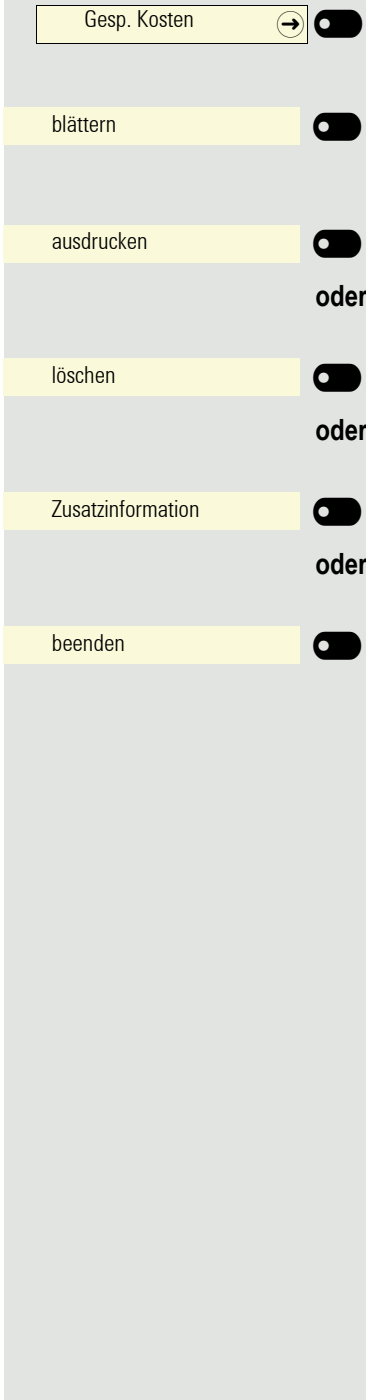 Gesp. Kosten
blättern
ausdrucken
oder
löschen
oder
Zusatzinformation
oder
beenden